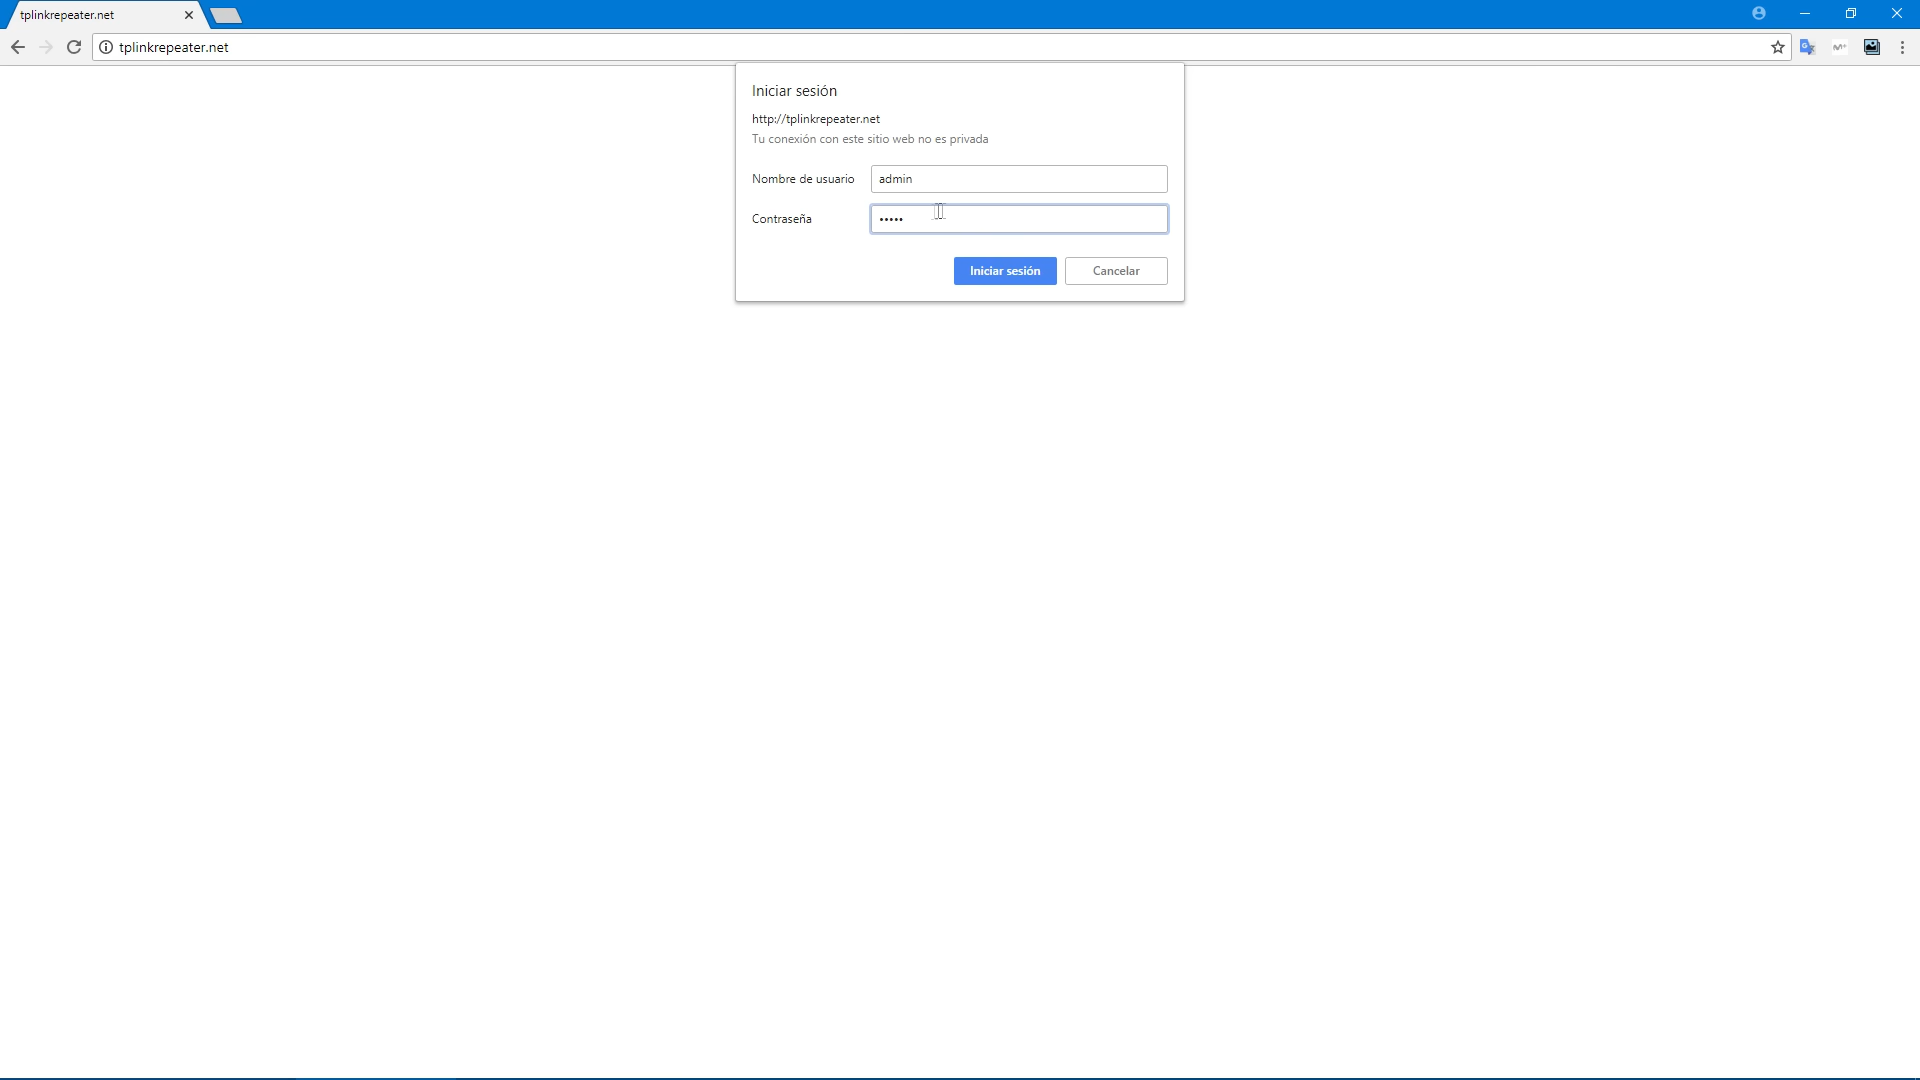 tplinkrepeater.net
tplinkrepeater.net
Iniciar sesión
http://tplinkrepeater.net
Tu conexión con este sitio web no es privada
Nombre de usuario admin
Contraseña •••••
Iniciar sesión Cancelar